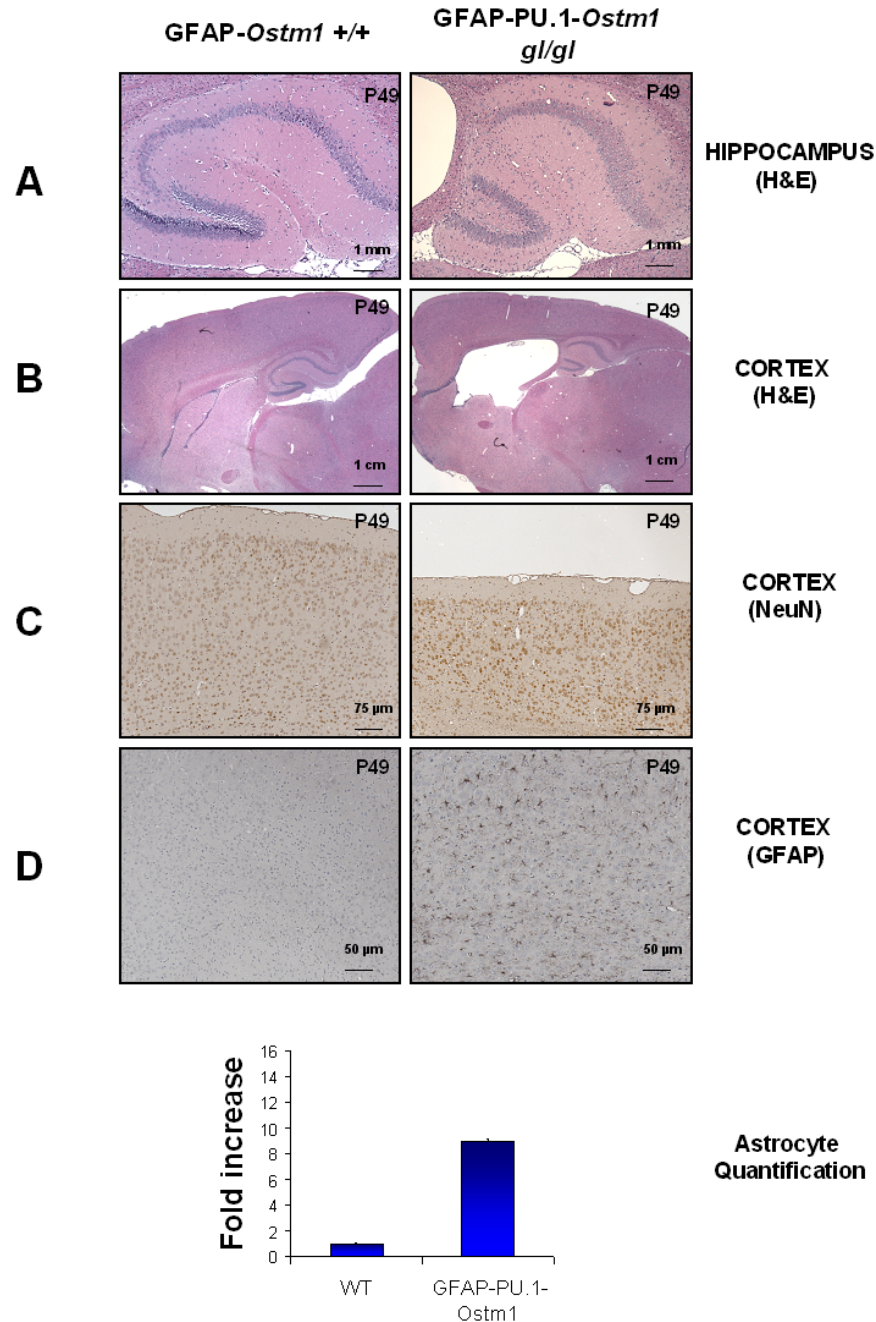 GFAP-Ostm1 +/+
GFAP-PU.1-Ostm1
gl/gl
A
P49
1 mm
P49
1 mm
HIPPOCAMPUS
(H&E)
B
P49
1 cm
P49
1 cm
CORTEX
(H&E)
C
P49
75 µm
P49
75 µm
CORTEX
(NeuN)
D
P49
50 µm
P49
50 µm
CORTEX
(GFAP)
Fold increase
16
14
12
10
8
6
4
2
0
WT
GFAP-PU.1-
Ostm1
Astrocyte
Quantification